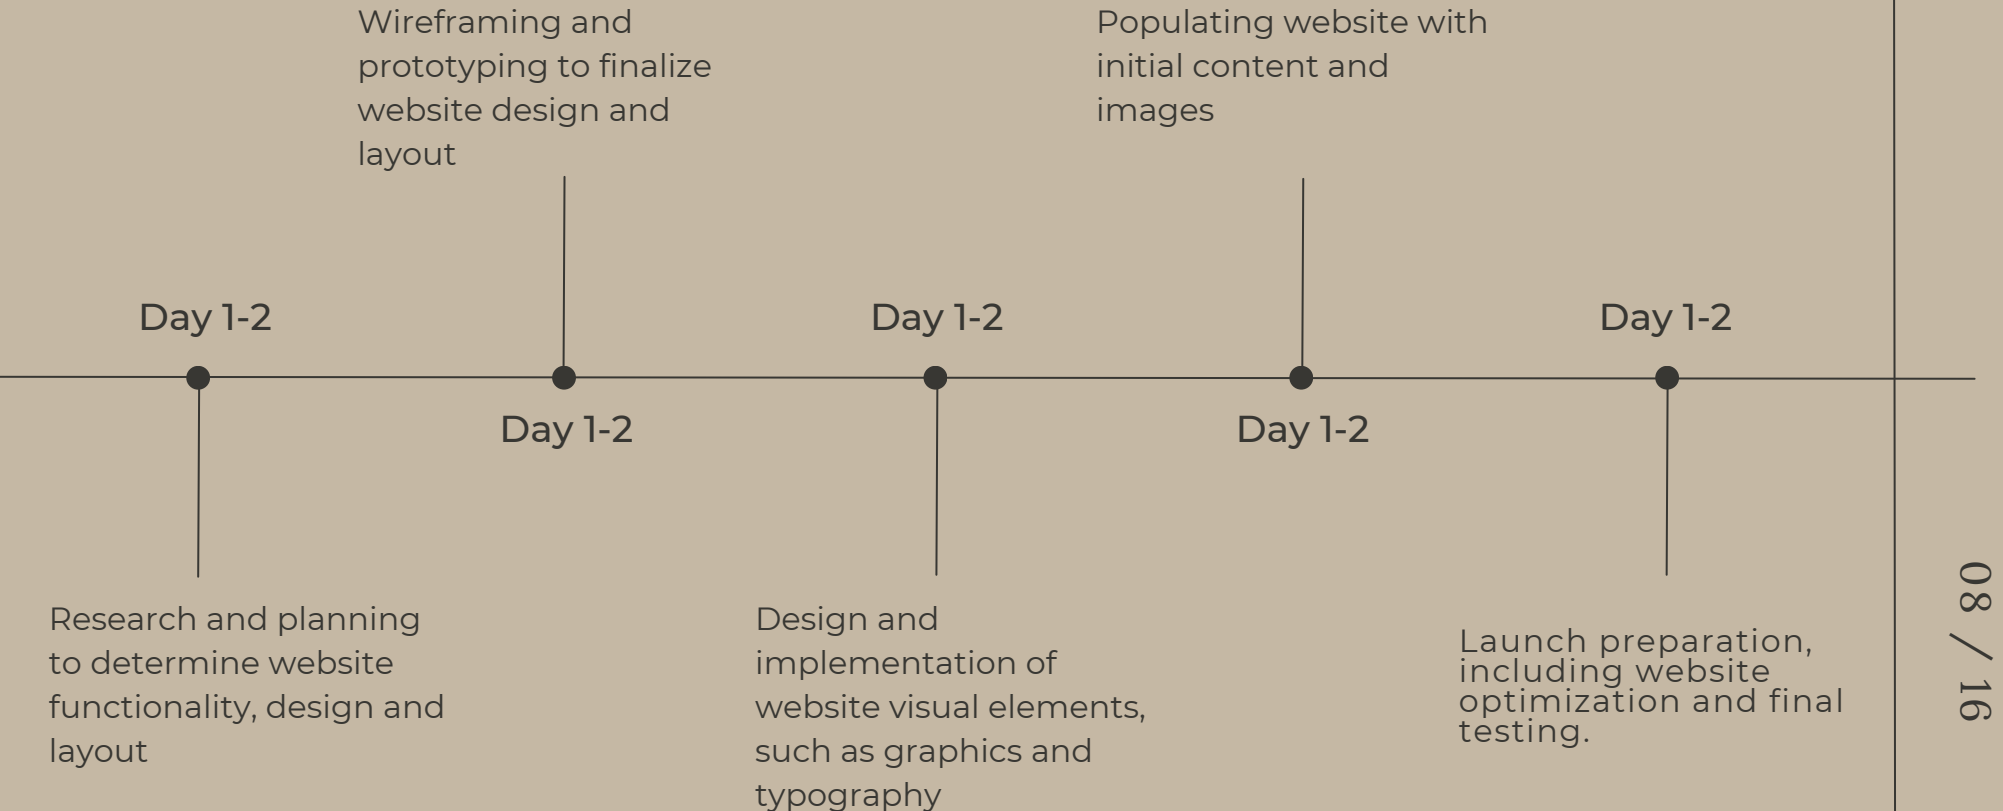 Wireframing and
prototyping to finalize
website design and
layout
Populating website with
initial content and
images
Day 1-2
Day 1-2
Day 1-2
Day 1-2
Day 1-2
Research and planning
to determine website
functionality, design and
layout
Design and
implementation of
website visual elements,
such as graphics and
typography
Launch preparation,
including website
optimization and final
testing.
08 / 16